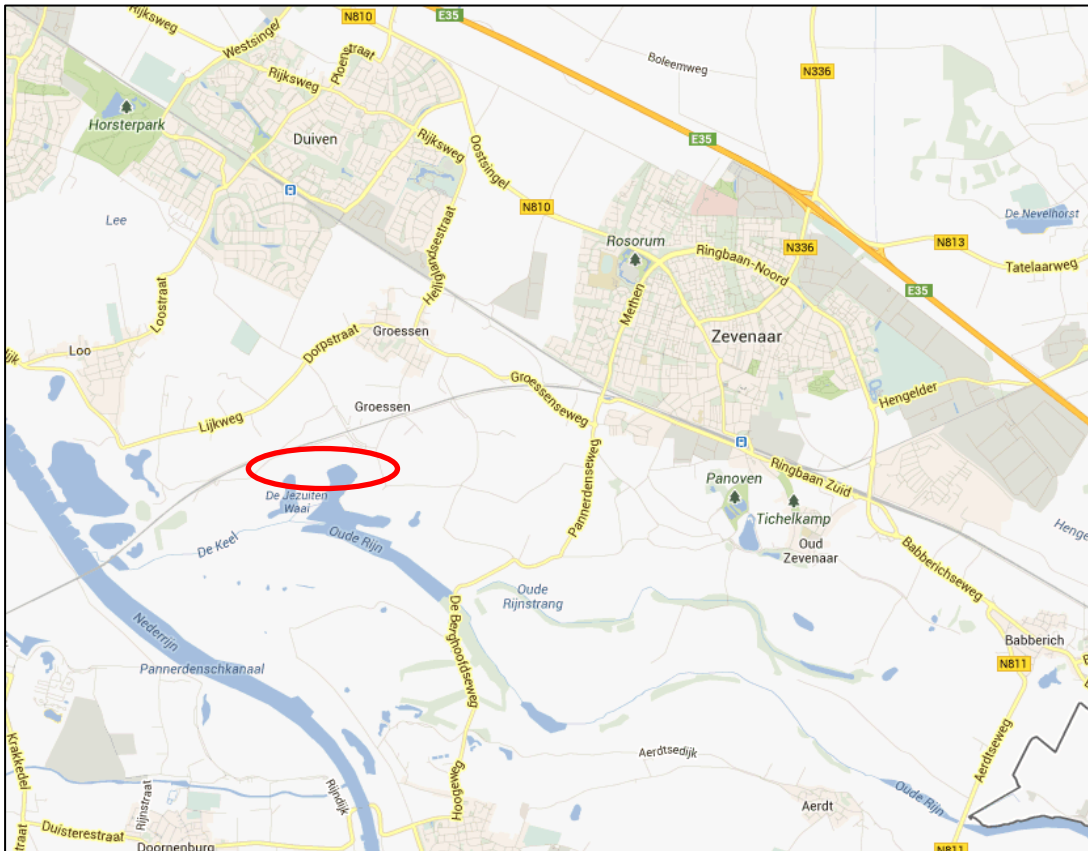 Rijksweg
N810
E35
Westsingel
Ploenstraat
Boleemweg
N336
Rijksweg
Horsterpark
Duiven
Rijksweg
Oostsingel
E35
Lee
N810
Heiliglandsestraat
Rosorum
Ringbaan-Noord
N336
De Nevelhorst
N813
Tatelaarweg
E35
Loostraat
Methen
Loo
Dorpstraat
Groessen
Zevenaar
Groessenseweg
Groessen
Lijkweg
Hengelder
Pannerdenseweg
Ringbaan Zuid
Panoven
De Jezuiten
Waai
Tichelkamp
De Keel
Oude Rijn
Oud
Zevenaar
Babberichseweg
Oude
Rijnstrang
Nederrijn
De Berghoofdseweg
Babberich
Pannerdenschkanaal
N811
Krakkedel
Aerdtsedijk
Aerdtseweg
Rijndijk
Hoogeweg
Oude Rijn
Aerdt
Rijnstraat
Duisterestraat
Doornenburg
N811